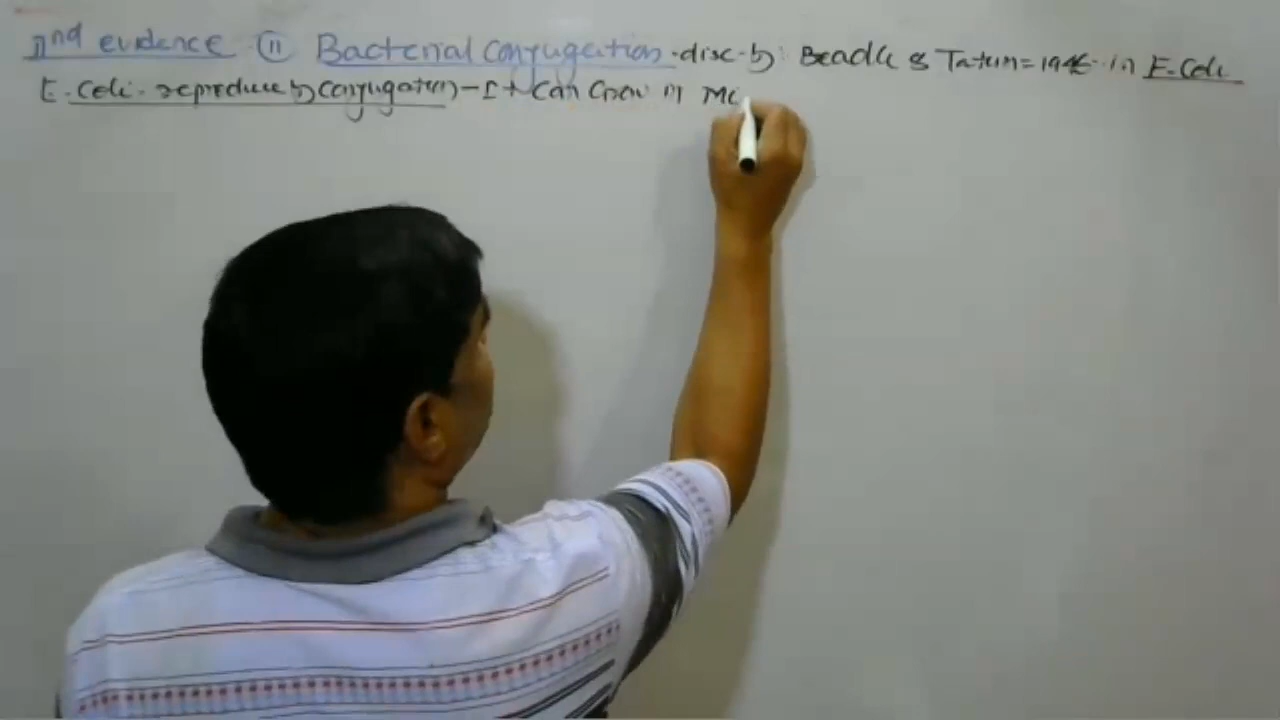 IInd evidence (II) Bacterial Conjugation - disc - by: Beadle & Tatum = 1946 in E. Coli
E. Coli - reproduce by Conjugation - It Can Grow in